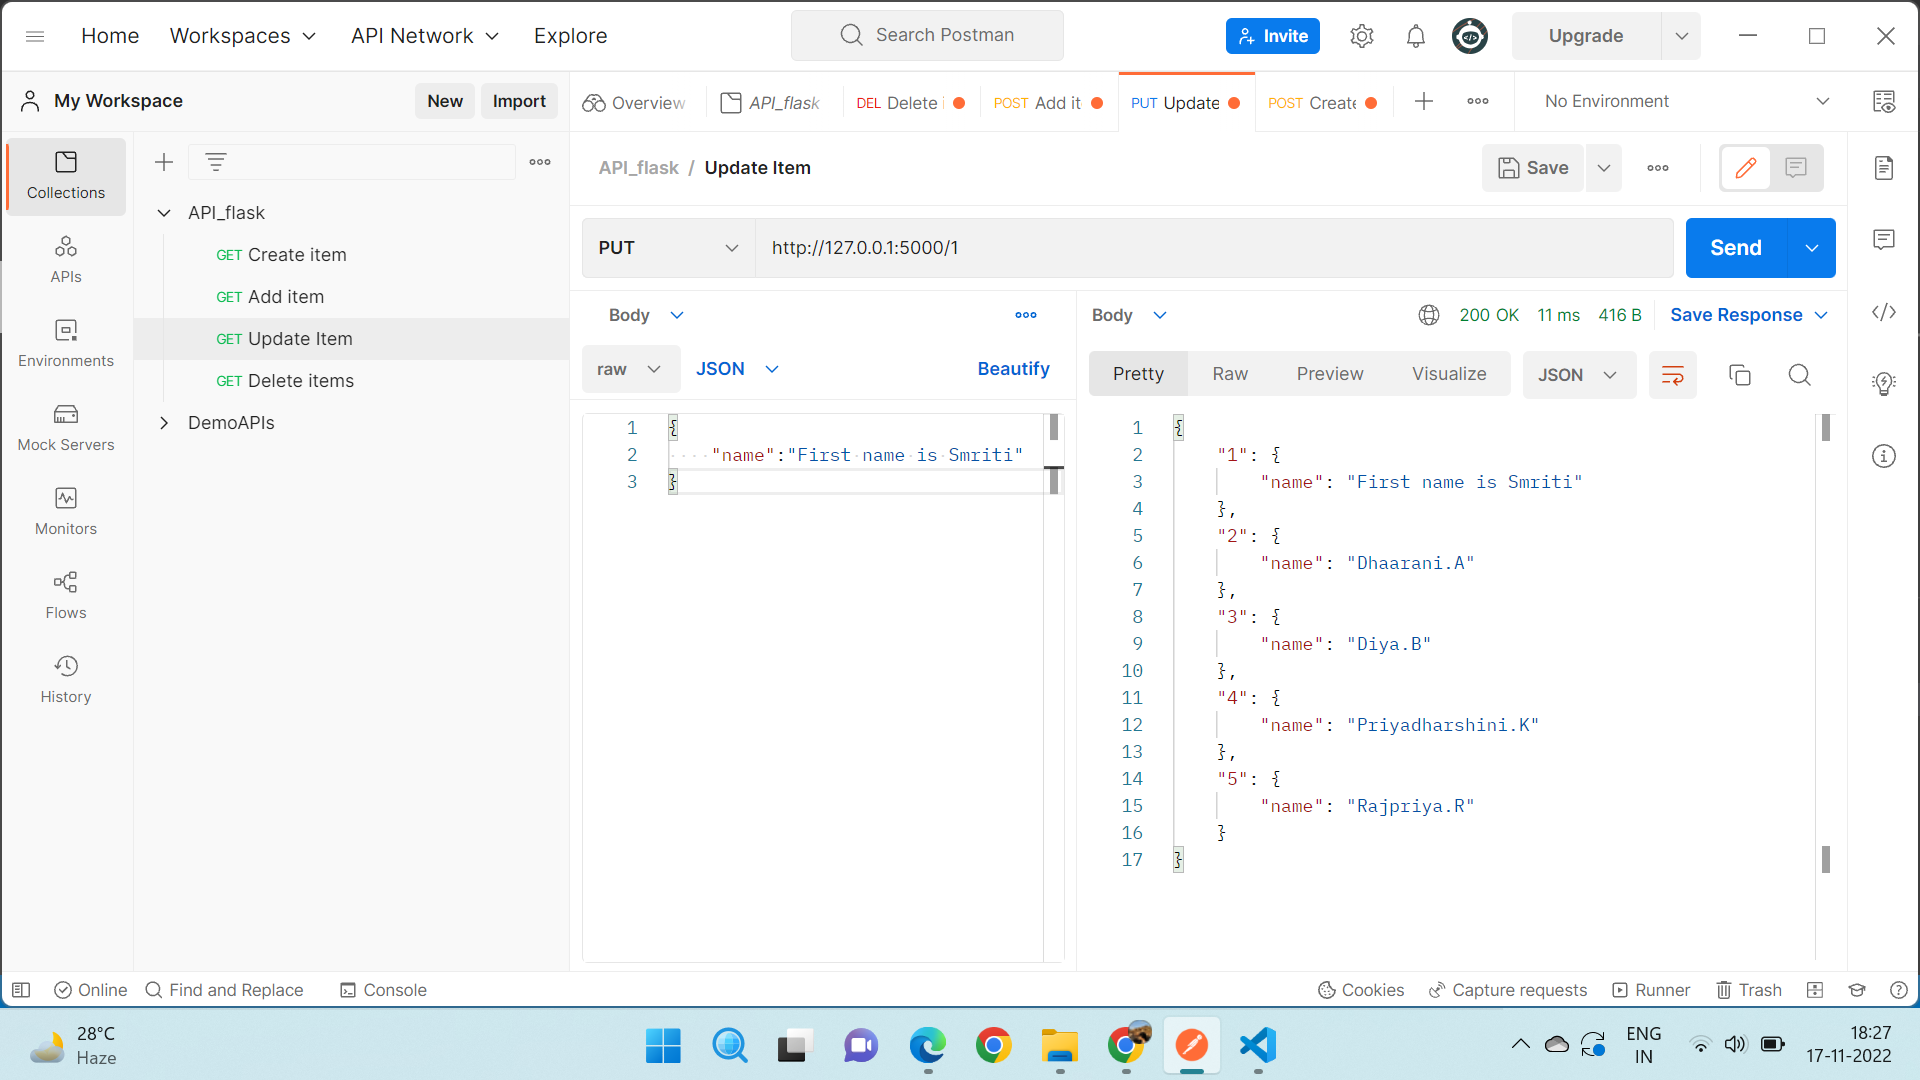 Home Workspaces API Network Explore Search Postman Invite Upgrade
My Workspace New Import
Overview API_flask DEL Delete POST Add it PUT Update POST Create No Environment
Collections
APIs
Environments
Mock Servers
Monitors
Flows
History
API_flask
GET Create item
GET Add item
GET Update Item
GET Delete items
DemoAPIs
API_flask / Update Item Save
PUT http://127.0.0.1:5000/1 Send
Body
raw JSON Beautify
1 {
2 "name":"First name is Smriti"
3 }
Body 200 OK 11 ms 416 B Save Response
Pretty Raw Preview Visualize JSON
1 {
2 "1": {
3 "name": "First name is Smriti"
4 },
5 "2": {
6 "name": "Dhaarani.A"
7 },
8 "3": {
9 "name": "Diya.B"
10 },
11 "4": {
12 "name": "Priyadharshini.K"
13 },
14 "5": {
15 "name": "Rajpriya.R"
16 }
17 }
Online Find and Replace Console Cookies Capture requests Runner Trash
28°C
Haze
ENG
IN
18:27
17-11-2022